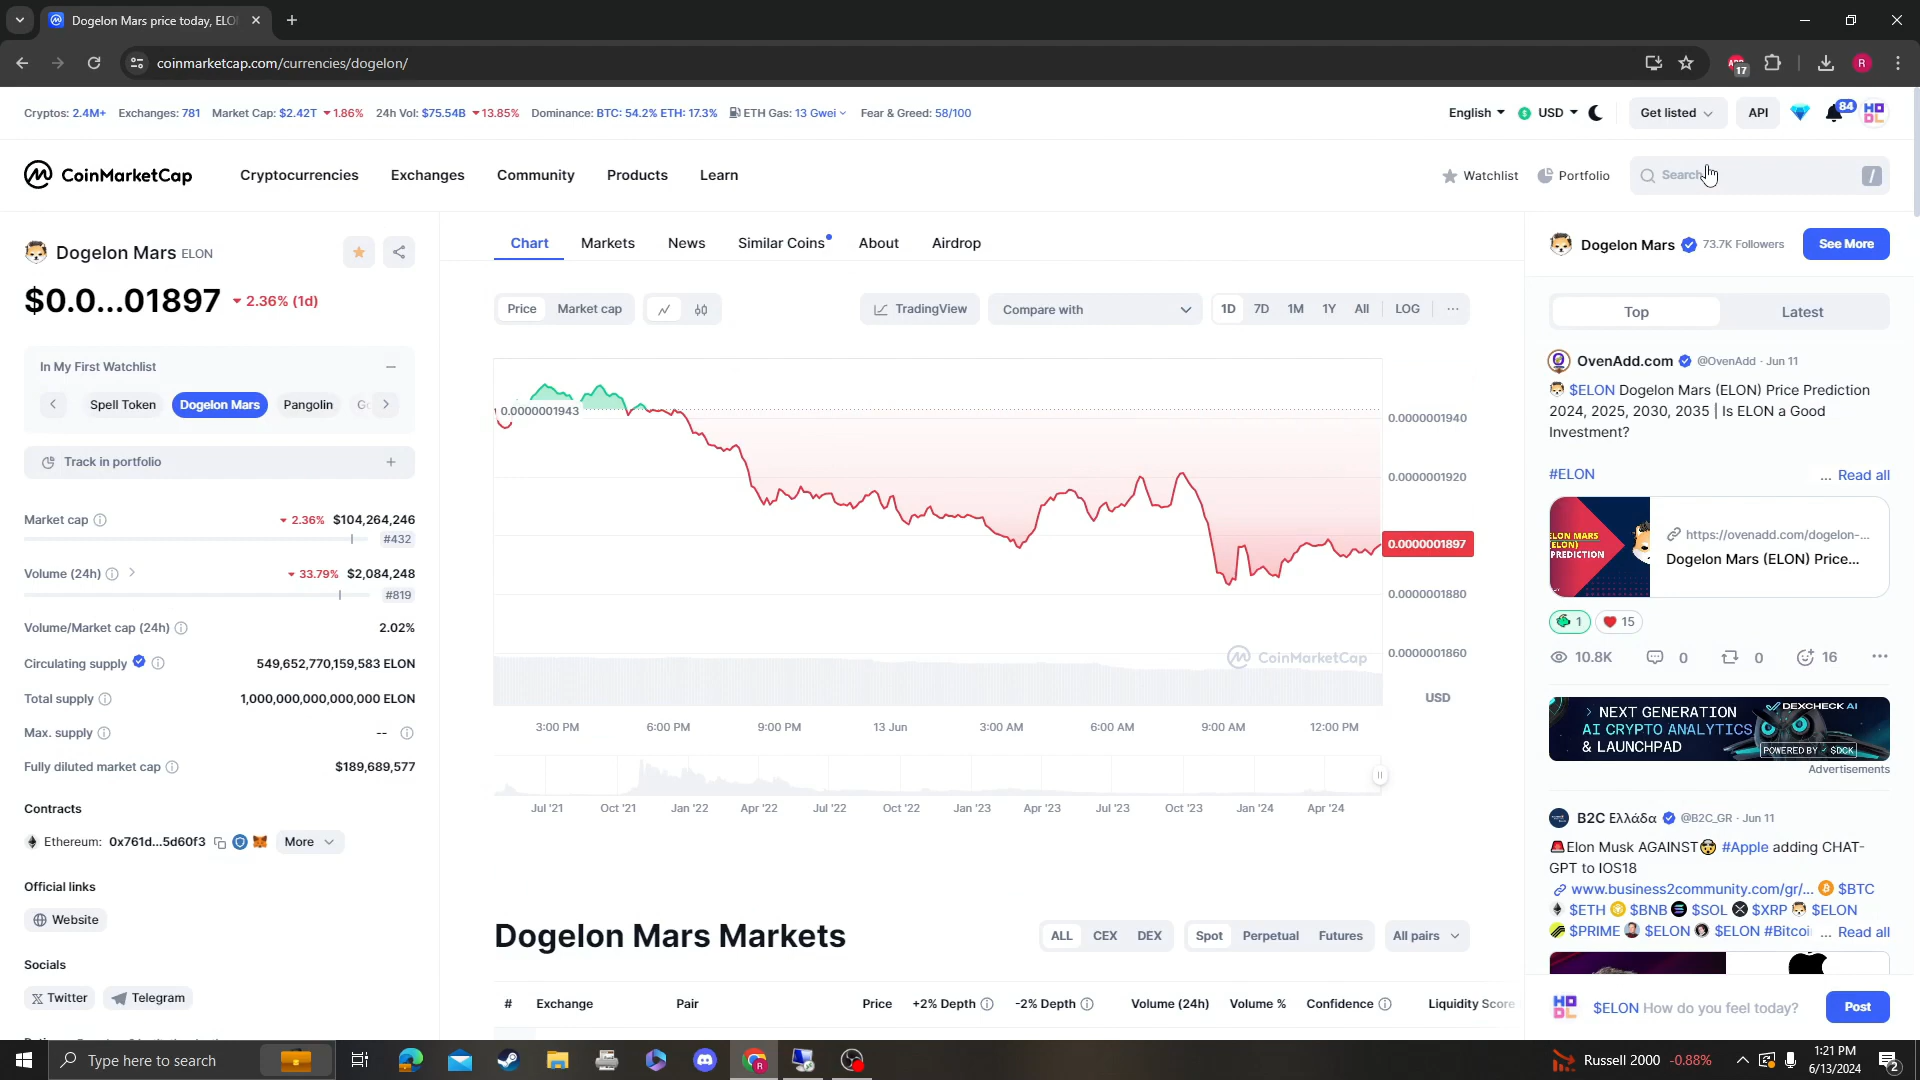 Dogelon Mars price today, ELO
coinmarketcap.com/currencies/dogelon/
17
R
Cryptos: 2.4M+ Exchanges: 781 Market Cap: $2.42T 1.86% 24h Vol: $75.54B 13.85% Dominance: BTC: 54.2% ETH: 17.3% ETH Gas: 13 Gwei Fear & Greed: 58/100
English USD Get listed API 84
CoinMarketCap
Cryptocurrencies Exchanges Community Products Learn
Watchlist Portfolio Search /
Dogelon Mars ELON
$0.0...01897 2.36% (1d)
In My First Watchlist
Spell Token Dogelon Mars Pangolin
Track in portfolio +
Market cap 2.36% $104,264,246
#432
Volume (24h) 33.79% $2,084,248
#819
Volume/Market cap (24h) 2.02%
Circulating supply 549,652,770,159,583 ELON
Total supply 1,000,000,000,000,000 ELON
Max. supply --
Fully diluted market cap $189,689,577
Contracts
Ethereum: 0x761d...5d60f3 More
Official links
Website
Socials
Twitter Telegram
Chart Markets News Similar Coins About Airdrop
Price Market cap TradingView Compare with 1D 7D 1M 1Y All LOG ...
0.0000001943
0.0000001940
0.0000001920
0.0000001897
0.0000001880
0.0000001860
CoinMarketCap
USD
3:00 PM 6:00 PM 9:00 PM 13 Jun 3:00 AM 6:00 AM 9:00 AM 12:00 PM
Jul '21 Oct '21 Jan '22 Apr '22 Jul '22 Oct '22 Jan '23 Apr '23 Jul '23 Oct '23 Jan '24 Apr '24
Dogelon Mars Markets
ALL CEX DEX Spot Perpetual Futures All pairs
# Exchange Pair Price +2% Depth -2% Depth Volume (24h) Volume % Confidence Liquidity Score
Dogelon Mars 73.7K Followers See More
Top Latest
OvenAdd.com @OvenAdd · Jun 11
$ELON Dogelon Mars (ELON) Price Prediction
2024, 2025, 2030, 2035 | Is ELON a Good
Investment?
#ELON ... Read all
ELON MARS
(ELON)
PREDICTION
https://ovenadd.com/dogelon-...
Dogelon Mars (ELON) Price...
1 15
10.8K 0 0 16
> NEXT GENERATION
AI CRYPTO ANALYTICS
& LAUNCHPAD
DEXCHECK AI
POWERED BY $DCK
Advertisements
B2C Ελλάδα @B2C_GR · Jun 11
Elon Musk AGAINST #Apple adding CHAT-
GPT to IOS18
www.business2community.com/gr/... $BTC
$ETH $BNB $SOL $XRP $ELON
$PRIME $ELON $ELON #Bitcoi ... Read all
HODL $ELON How do you feel today? Post
Type here to search
Russell 2000 -0.88%
1:21 PM
6/13/2024
2